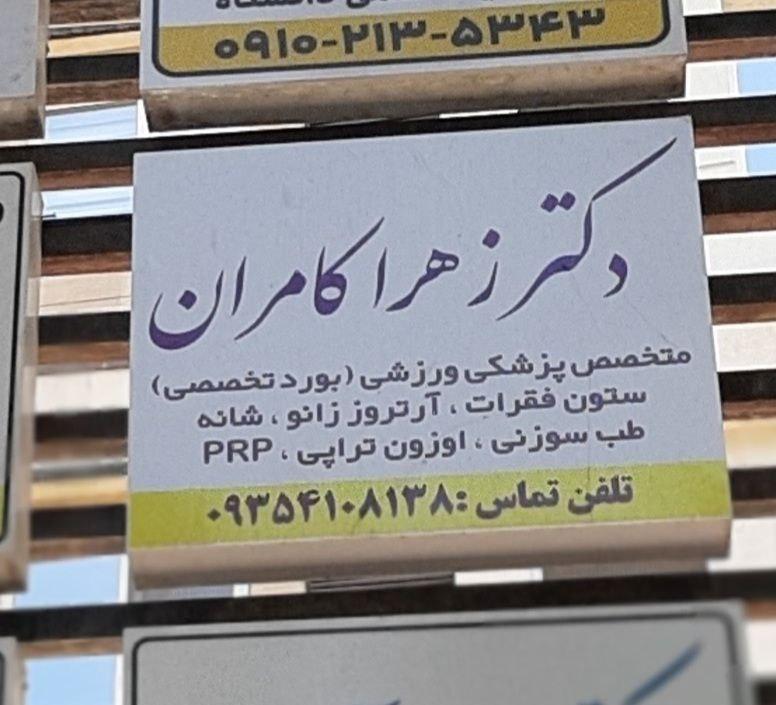 ۰۹۱۰-۲۱۳-۵۳۴۳
دکتر زهرا کامران
متخصص پزشکی ورزشی (بورد تخصصی)
ستون فقرات ، آرتروز زانو ، شانه
طب سوزنی ، اوزون تراپی ، PRP
تلفن تماس : ۰۹۳۵۴۱۰۸۱۳۸